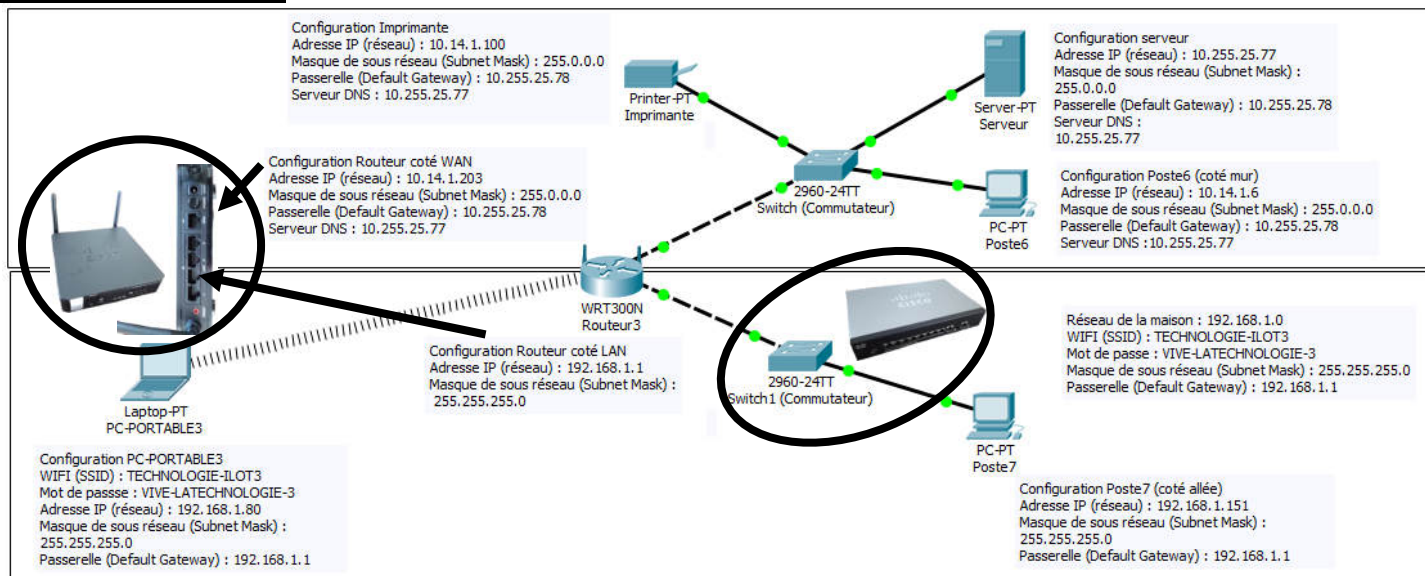 Configuration Imprimante
Adresse IP (réseau) : 10.14.1.100
Masque de sous réseau (Subnet Mask) : 255.0.0.0
Passerelle (Default Gateway) : 10.255.25.78
Serveur DNS : 10.255.25.77
Printer-PT
Imprimante
Server-PT
Serveur
Configuration serveur
Adresse IP (réseau) : 10.255.25.77
Masque de sous réseau (Subnet Mask) :
255.0.0.0
Passerelle (Default Gateway) : 10.255.25.78
Serveur DNS :
10.255.25.77
Configuration Routeur coté WAN
Adresse IP (réseau) : 10.14.1.203
Masque de sous réseau (Subnet Mask) : 255.0.0.0
Passerelle (Default Gateway) : 10.255.25.78
Serveur DNS : 10.255.25.77
2960-24TT
Switch (Commutateur)
PC-PT
Poste6
Configuration Poste6 (coté mur)
Adresse IP (réseau) : 10.14.1.6
Masque de sous réseau (Subnet Mask) : 255.0.0.0
Passerelle (Default Gateway) : 10.255.25.78
Serveur DNS :10.255.25.77
WRT300N
Routeur3
Configuration Routeur coté LAN
Adresse IP (réseau) : 192.168.1.1
Masque de sous réseau (Subnet Mask) :
255.255.255.0
CISCO
2960-24TT
Switch1 (Commutateur)
Réseau de la maison : 192.168.1.0
WIFI (SSID) : TECHNOLOGIE-ILOT3
Mot de passe : VIVE-LATECHNOLOGIE-3
Masque de sous réseau (Subnet Mask) : 255.255.255.0
Passerelle (Default Gateway) : 192.168.1.1
Laptop-PT
PC-PORTABLE3
PC-PT
Poste7
Configuration PC-PORTABLE3
WIFI (SSID) : TECHNOLOGIE-ILOT3
Mot de passse : VIVE-LATECHNOLOGIE-3
Adresse IP (réseau) : 192.168.1.80
Masque de sous réseau (Subnet Mask) :
255.255.255.0
Passerelle (Default Gateway) : 192.168.1.1
Configuration Poste7 (coté allée)
Adresse IP (réseau) : 192.168.1.151
Masque de sous réseau (Subnet Mask) :
255.255.255.0
Passerelle (Default Gateway) : 192.168.1.1